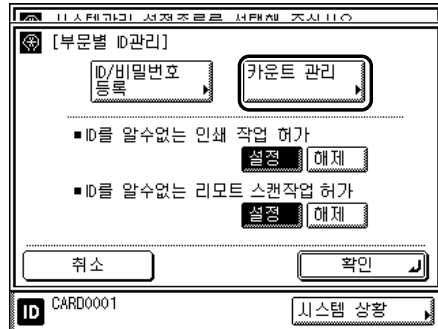 [부문별 ID관리]
ID/비밀번호
등록
카운트 관리
■ID를 알수없는 인쇄 작업 허가
설정 해제
■ID를 알수없는 리모트 스캔작업 허가
설정 해제
취소 확인
ID CARD0001 시스템 상황